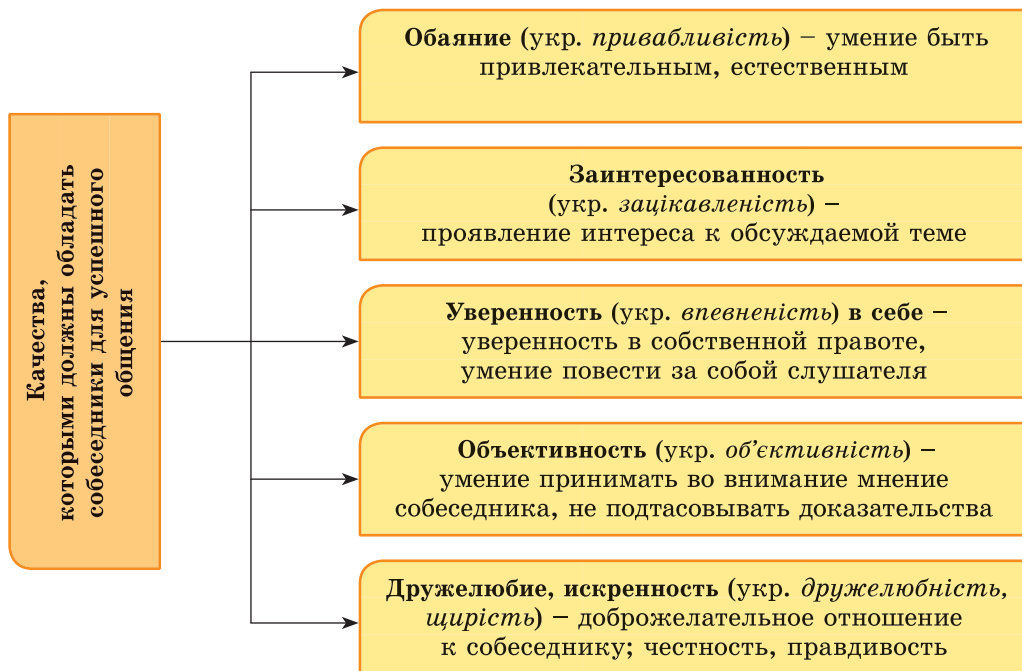 Качества,
которыми должны обладать
собеседники для успешного
общения
Обаяние (укр. привабливість) – умение быть
привлекательным, естественным
Заинтересованность
(укр. зацікавленість) –
проявление интереса к обсуждаемой теме
Уверенность (укр. впевненість) в себе –
уверенность в собственной правоте,
умение повести за собой слушателя
Объективность (укр. об’єктивність) –
умение принимать во внимание мнение
собеседника, не подтасовывать доказательства
Дружелюбие, искренность (укр. дружелюбність,
щирість) – доброжелательное отношение
к собеседнику; честность, правдивость